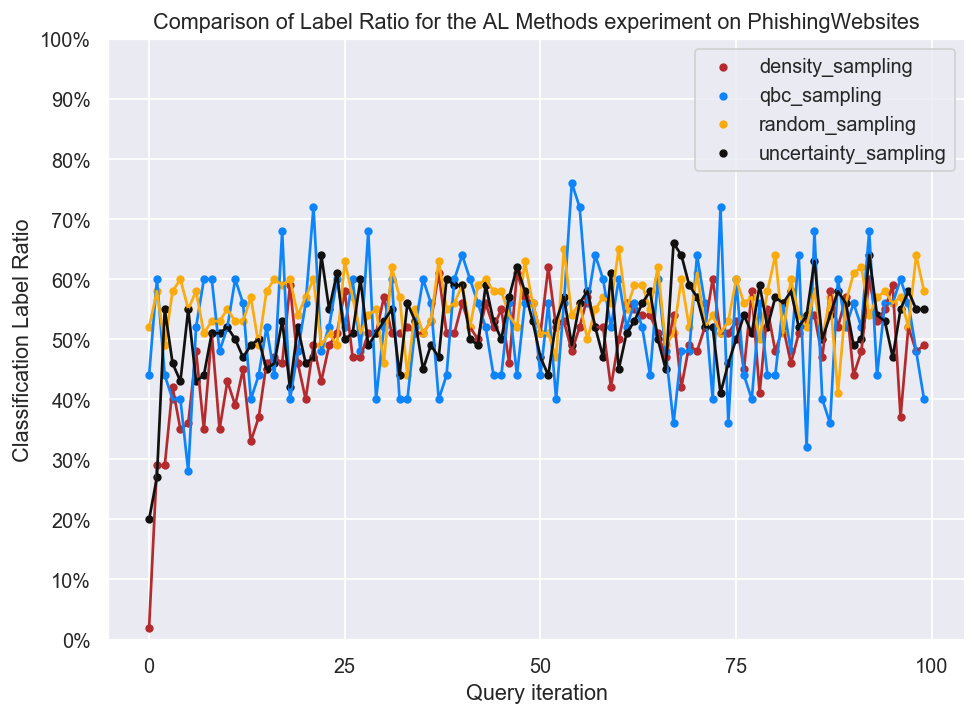 Comparison of Label Ratio for the AL Methods experiment on PhishingWebsites
100%
90%
80%
70%
60%
50%
40%
30%
20%
10%
0%
Classification Label Ratio
density_sampling
qbc_sampling
random_sampling
uncertainty_sampling
0 25 50 75 100
Query iteration